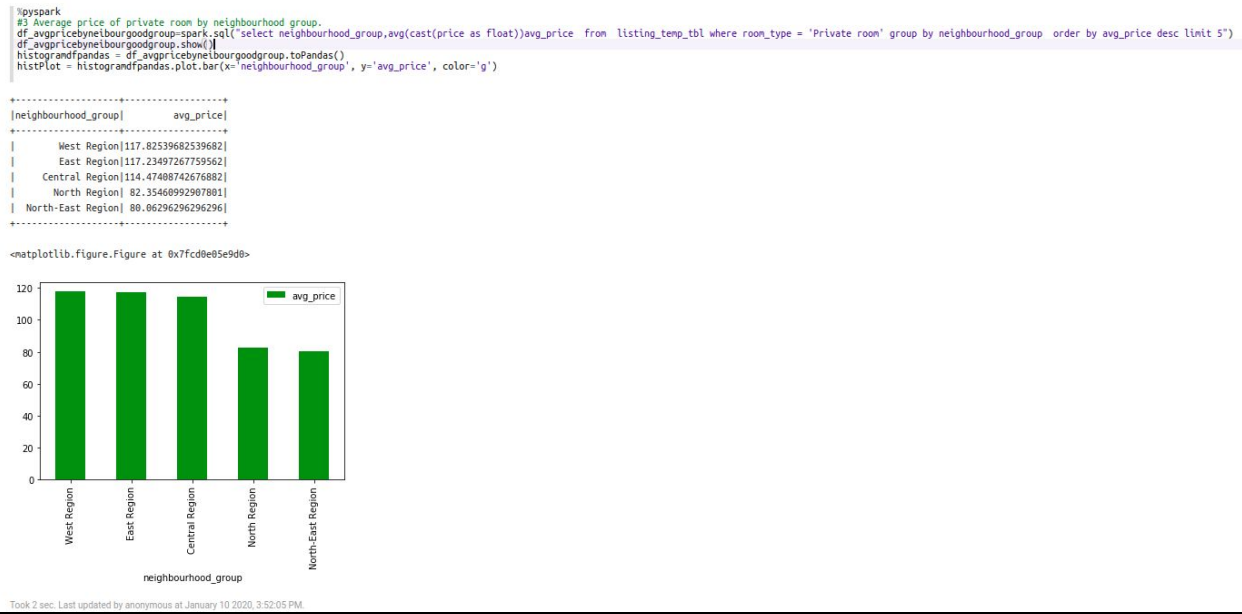 %pyspark
#3 Average price of private room by neighbourhood group.
df_avgpricebyneibourgoodgroup=spark.sql("select neighbourhood_group,avg(cast(price as float))avg_price  from  listing_temp_tbl where room_type = 'Private room' group by neighbourhood_group  order by avg_price desc limit 5")
df_avgpricebyneibourgoodgroup.show()
histogramdfpandas = df_avgpricebyneibourgoodgroup.toPandas()
histPlot = histogramdfpandas.plot.bar(x='neighbourhood_group', y='avg_price', color='g')
+-------------------+------------------+
|neighbourhood_group|         avg_price|
+-------------------+------------------+
|        West Region|117.82539682539682|
|        East Region|117.23497267759562|
|     Central Region|114.47408742676882|
|       North Region| 82.35460992907801|
|  North-East Region| 80.06296296296296|
+-------------------+------------------+
<matplotlib.figure.Figure at 0x7fcd0e05e9d0>
avg_price
120
100
80
60
40
20
0
West Region
East Region
Central Region
North Region
North-East Region
neighbourhood_group
Took 2 sec. Last updated by anonymous at January 10 2020, 3:52:05 PM.